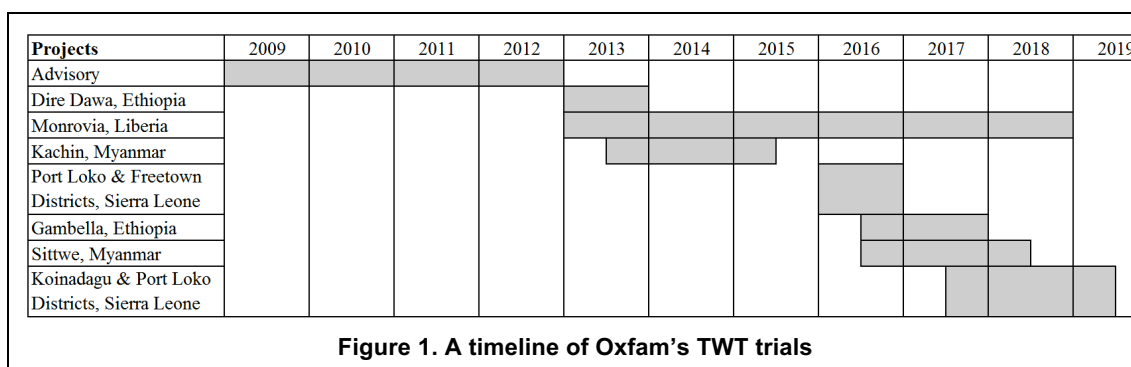 Projects 2009 2010 2011 2012 2013 2014 2015 2016 2017 2018 2019
Advisory
Dire Dawa, Ethiopia
Monrovia, Liberia
Kachin, Myanmar
Port Loko & Freetown
Districts, Sierra Leone
Gambella, Ethiopia
Sittwe, Myanmar
Koinadagu & Port Loko
Districts, Sierra Leone
Figure 1. A timeline of Oxfam's TWT trials